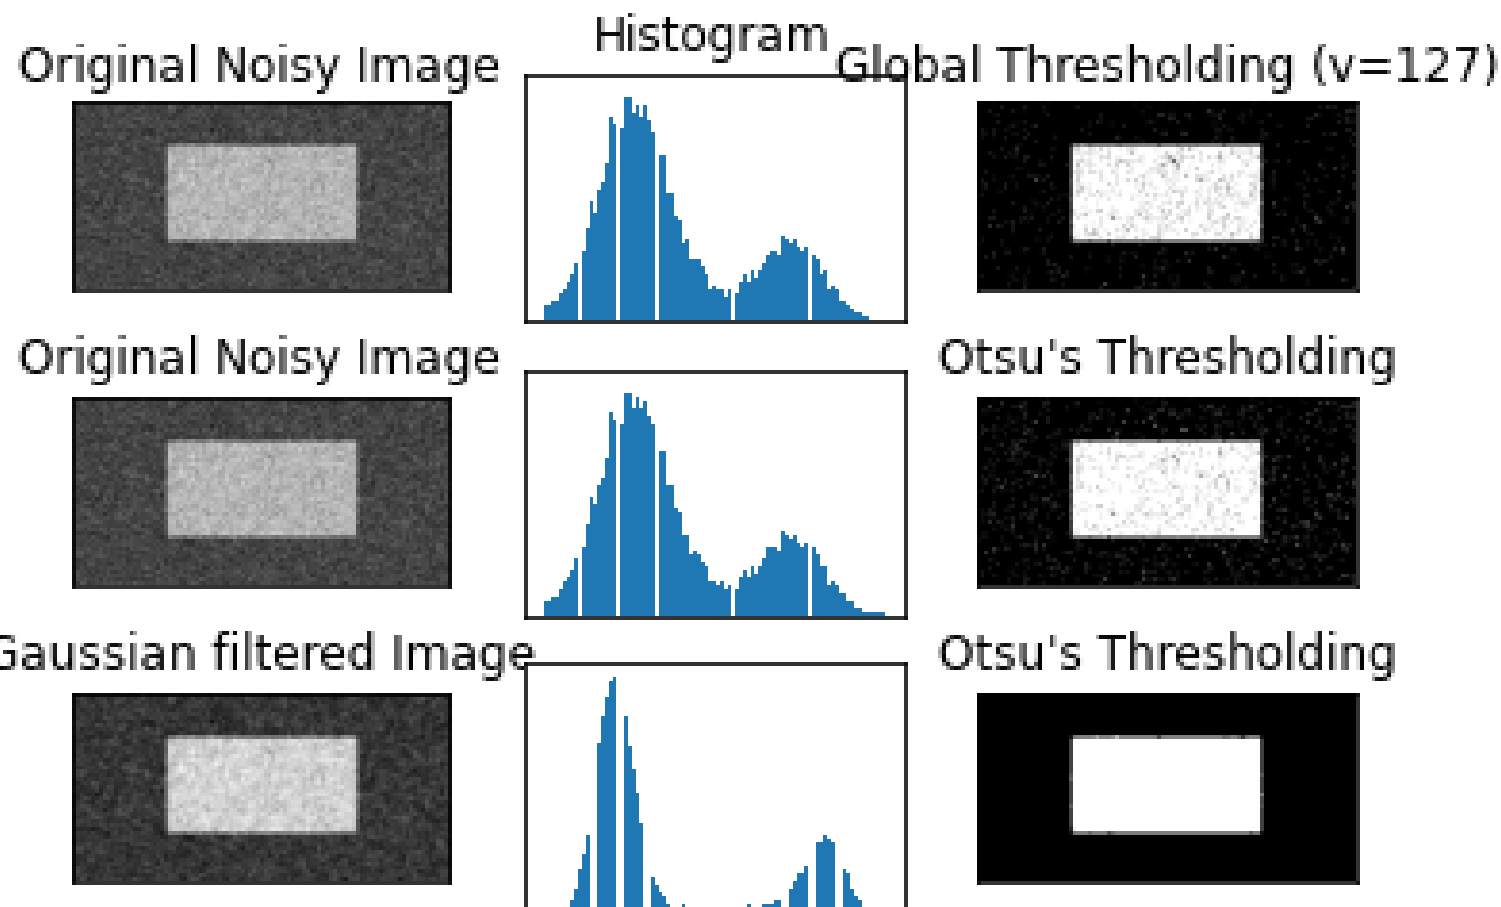 Original Noisy Image
Histogram
Global Thresholding (v=127)
Original Noisy Image
Otsu's Thresholding
Gaussian filtered Image
Otsu's Thresholding